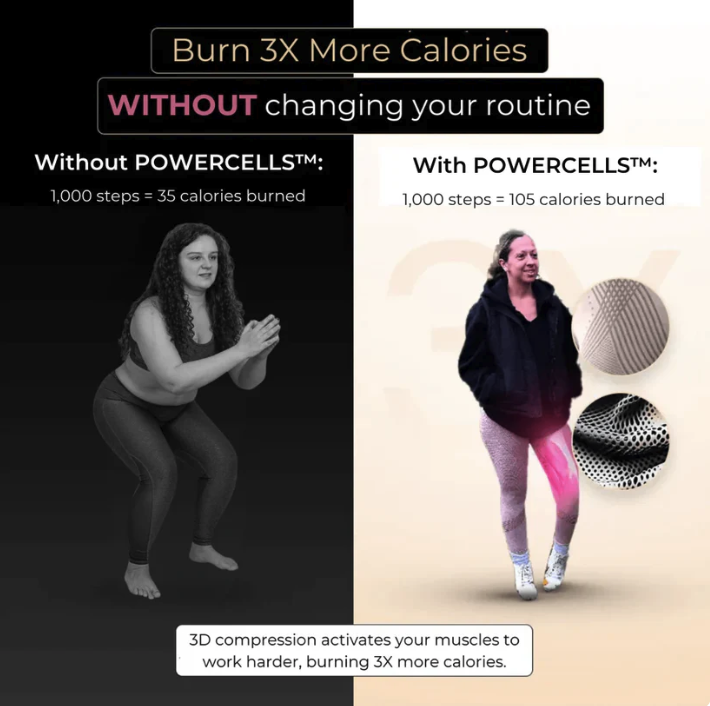 Burn 3X More Calories
WITHOUT changing your routine
Without POWERCELLS™:
1,000 steps = 35 calories burned
With POWERCELLS™:
1,000 steps = 105 calories burned
3X
3D compression activates your muscles to
work harder, burning 3X more calories.